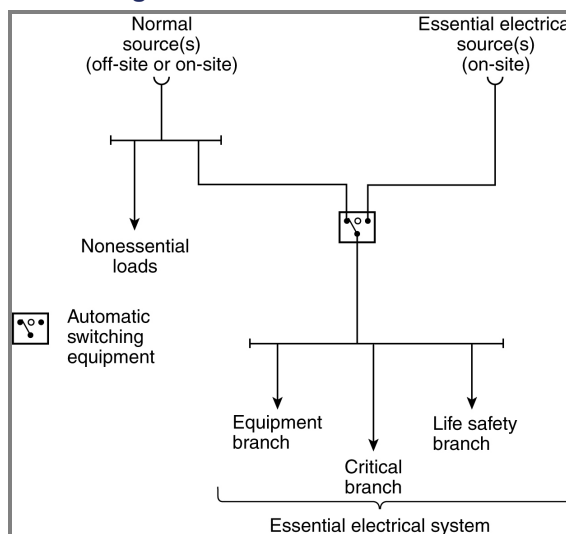 Normal
source(s)
(off-site or on-site)
Essential electrica
source(s)
(on-site)
Nonessential
loads
Automatic
switching
equipment
Equipment
branch
Critical
branch
Life safety
branch
Essential electrical system